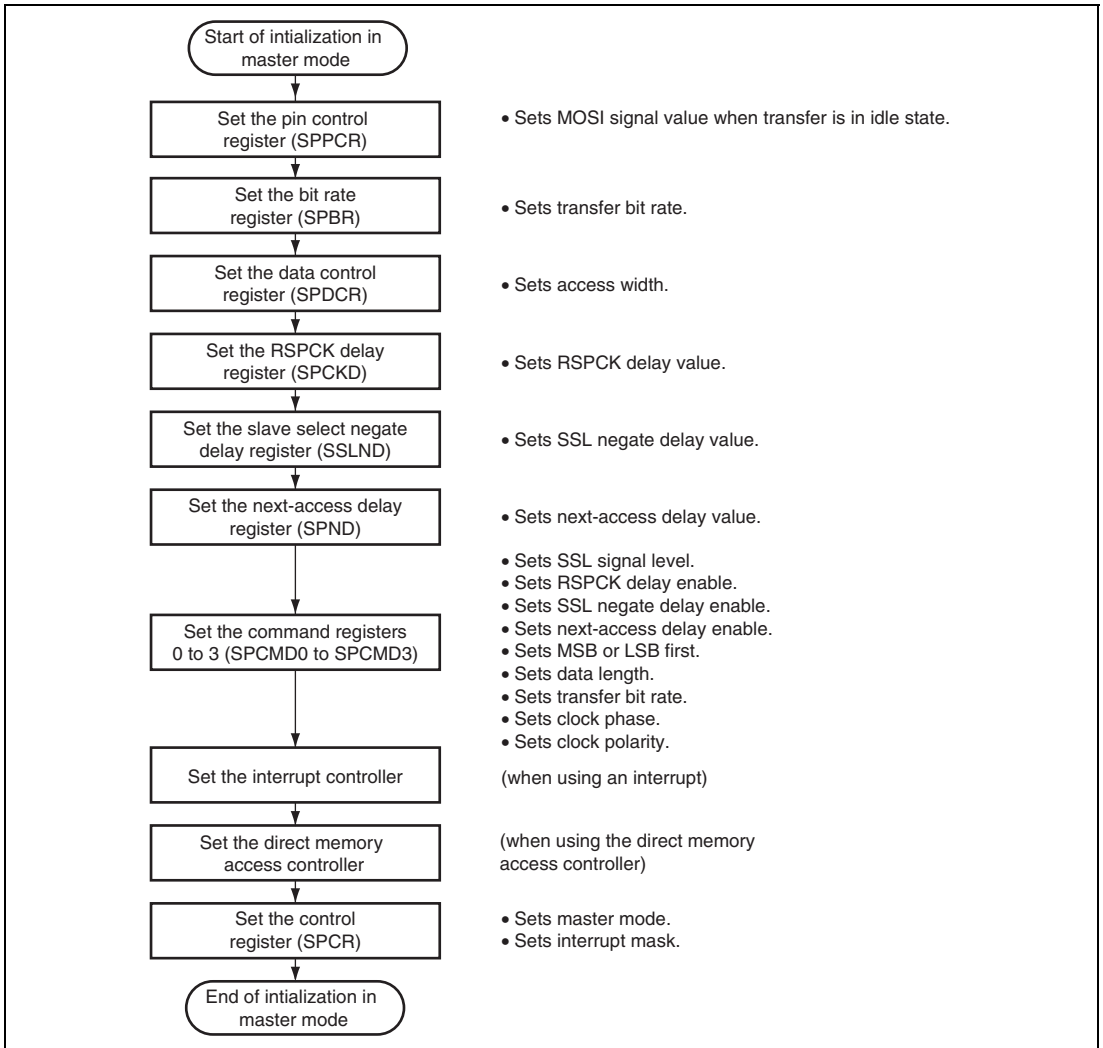 Start of intialization in
master mode
Set the pin control
register (SPPCR)
• Sets MOSI signal value when transfer is in idle state.
Set the bit rate
register (SPBR)
• Sets transfer bit rate.
Set the data control
register (SPDCR)
• Sets access width.
Set the RSPCK delay
register (SPCKD)
• Sets RSPCK delay value.
Set the slave select negate
delay register (SSLND)
• Sets SSL negate delay value.
Set the next-access delay
register (SPND)
• Sets next-access delay value.
Set the command registers
0 to 3 (SPCMD0 to SPCMD3)
• Sets SSL signal level.
• Sets RSPCK delay enable.
• Sets SSL negate delay enable.
• Sets next-access delay enable.
• Sets MSB or LSB first.
• Sets data length.
• Sets transfer bit rate.
• Sets clock phase.
• Sets clock polarity.
Set the interrupt controller
(when using an interrupt)
Set the direct memory
access controller
(when using the direct memory
access controller)
Set the control
register (SPCR)
• Sets master mode.
• Sets interrupt mask.
End of intialization in
master mode